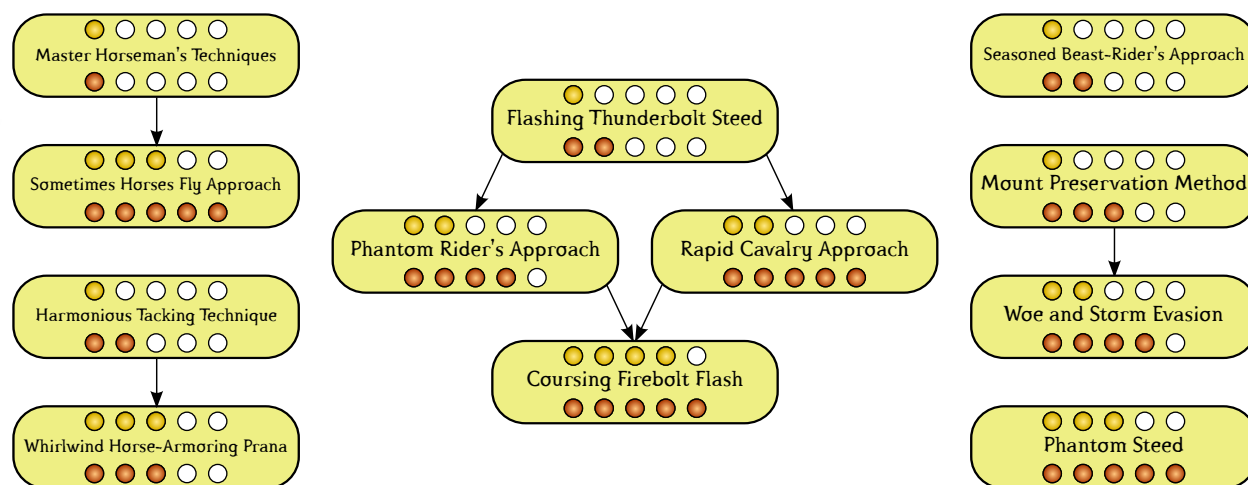 Master Horseman's Techniques
Sometimes Horses Fly Approach
Harmonious Tacking Technique
Whirlwind Horse-Armoring Prana
Flashing Thunderbolt Steed
Phantom Rider's Approach
Rapid Cavalry Approach
Coursing Firebolt Flash
Seasoned Beast-Rider's Approach
Mount Preservation Method
Woe and Storm Evasion
Phantom Steed